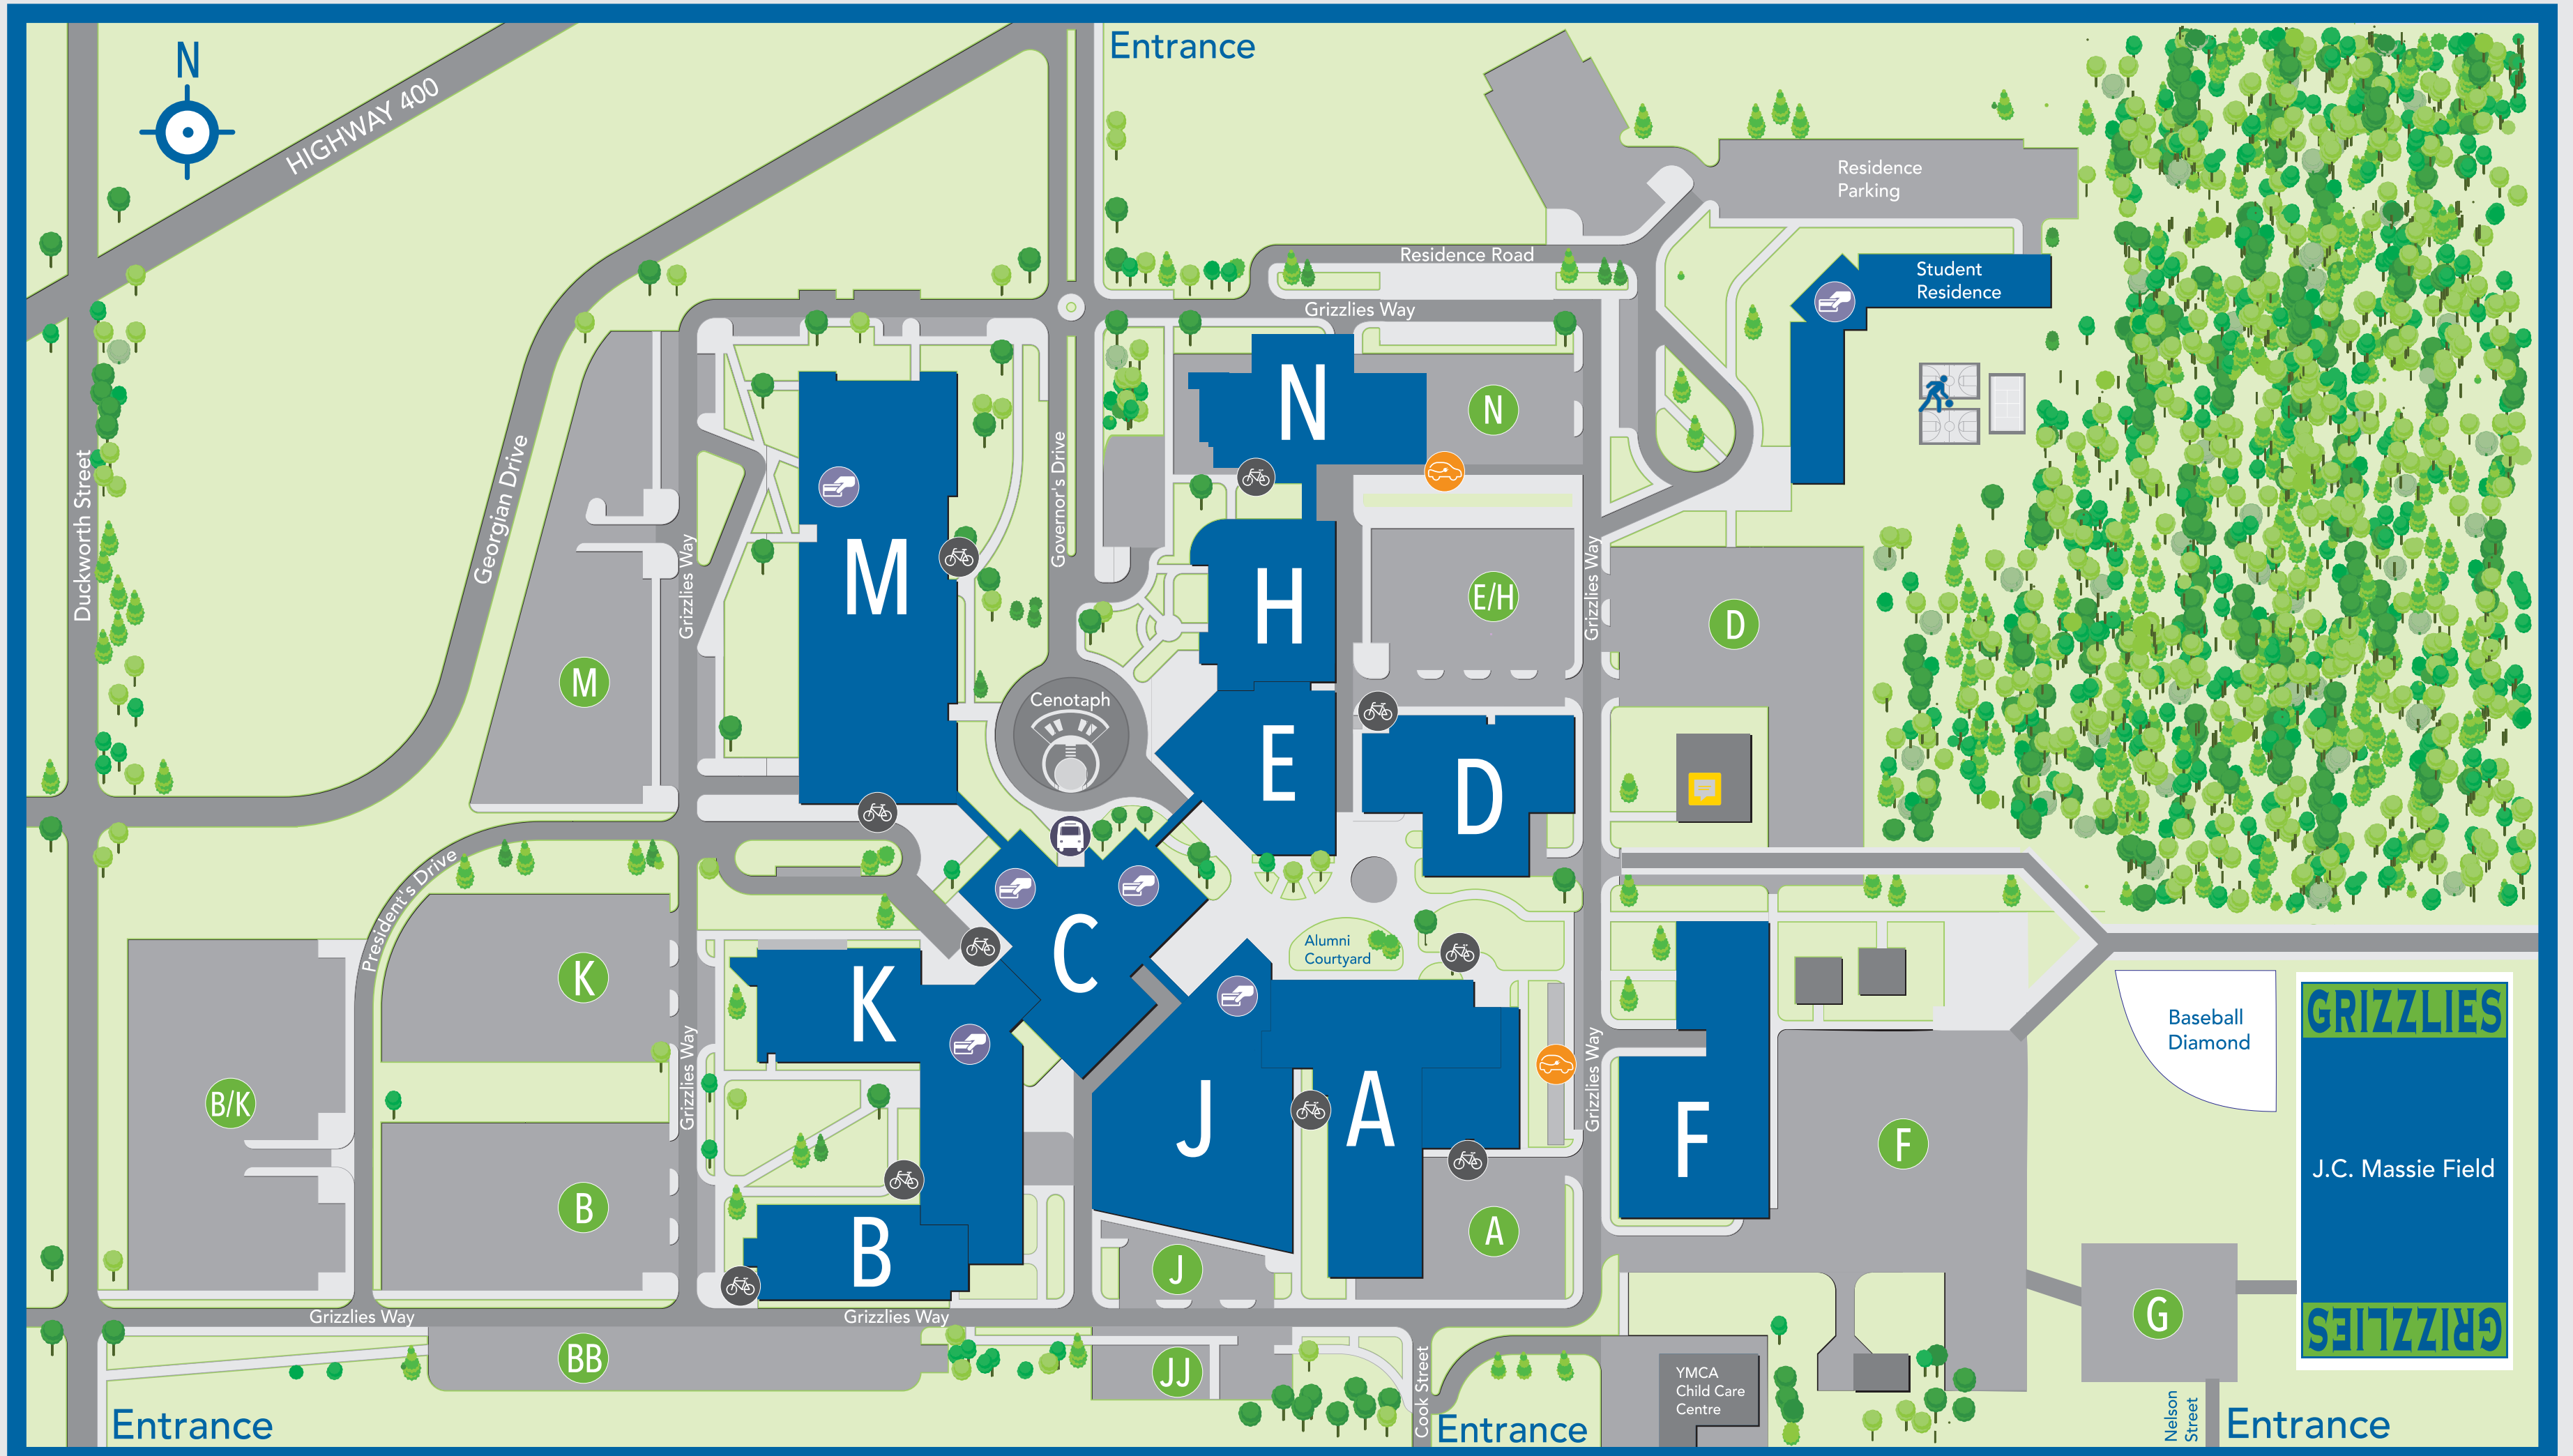 Entrance
N
HIGHWAY 400
Residence
Parking
Residence Road
Student
Residence
Grizzlies Way
N
N
Duckworth Street
Georgian Drive
Governor's Drive
Grizzlies Way
M
M
H
E/H
Grizzlies Way
D
Cenotaph
E
D
President's Drive
C
Alumni
Courtyard
K
K
Grizzlies Way
Grizzlies Way
GRIZZLIES
Baseball
Diamond
B/K
J
A
F
F
J.C. Massie Field
B
B
A
J
G
GRIZZLIES
Grizzlies Way
Grizzlies Way
BB
JJ
Cook Street
YMCA
Child Care
Centre
Nelson
Street
Entrance
Entrance
Entrance